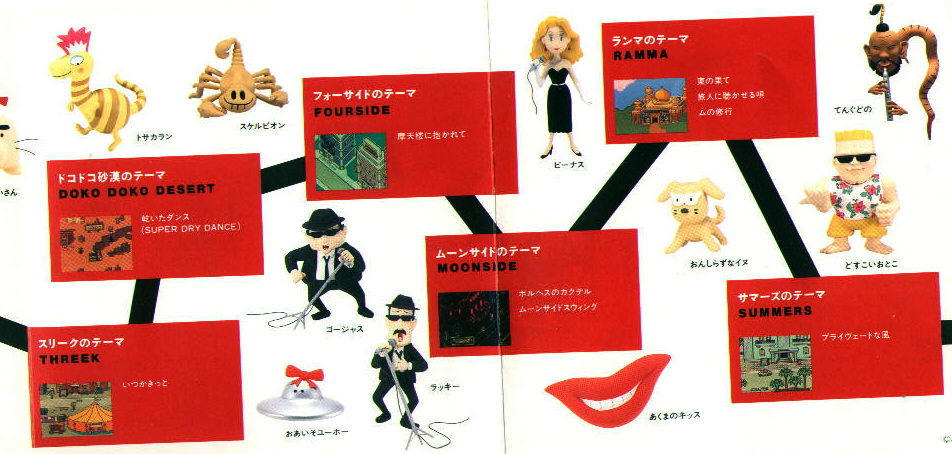 トサカラン
スケルピオン
いさん
ドコドコ砂漠のテーマ
DOKO DOKO DESERT
乾いたダンス
(SUPER DRY DANCE)
フォーサイドのテーマ
FOURSIDE
摩天楼に抱かれて
ビーナス
ランマのテーマ
RAMMA
東の果て
旅人に聴かせる唄
ムの修行
てんぐどの
スリークのテーマ
THREEK
いつかきっと
ゴージャス
おあいそユーホー
ラッキー
ムーンサイドのテーマ
MOONSIDE
ボルヘスのカクテル
ムーンサイドスウィング
あくまのキッス
おんしらずなイヌ
どすこいおとこ
サマーズのテーマ
SUMMERS
プライヴェートな風
©